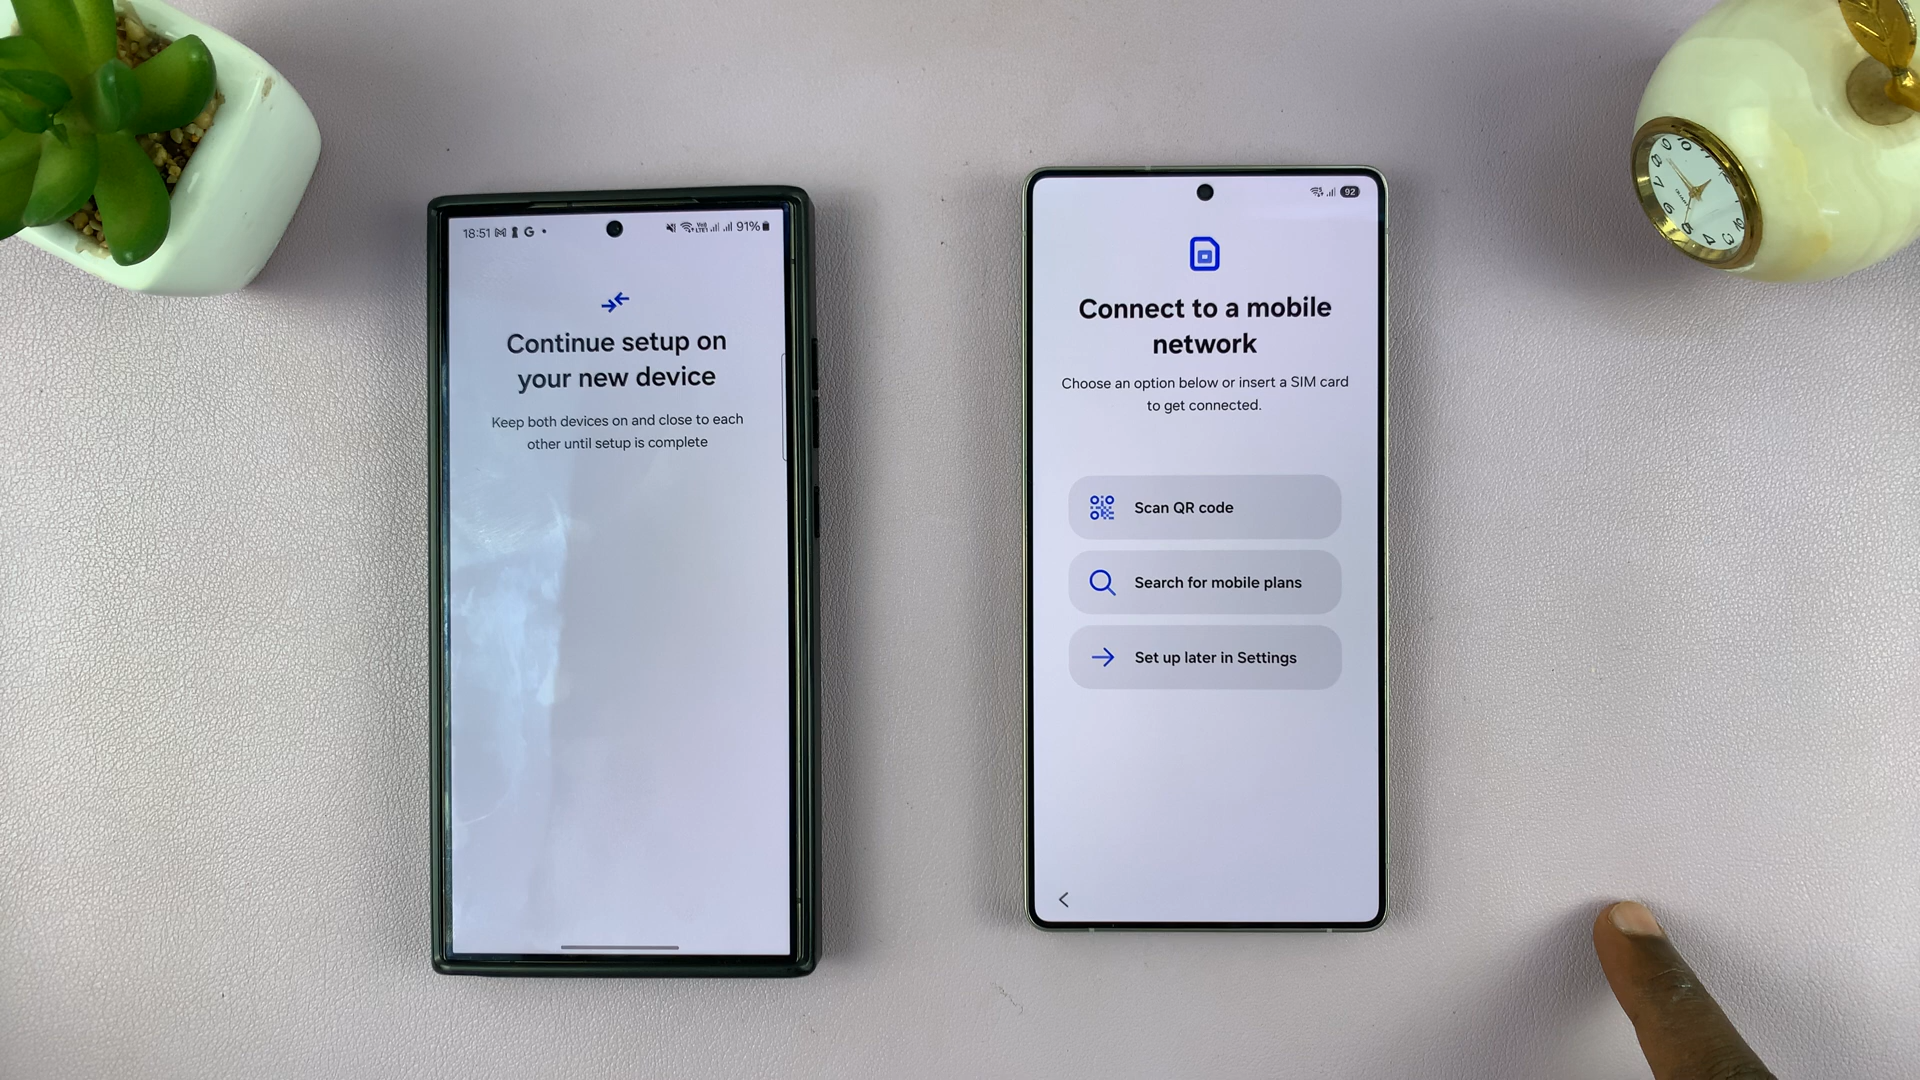 18:51 M G
91%
Continue setup on
your new device
Keep both devices on and close to each
other until setup is complete
92
Connect to a mobile
network
Choose an option below or insert a SIM card
to get connected.
Scan QR code
Search for mobile plans
Set up later in Settings